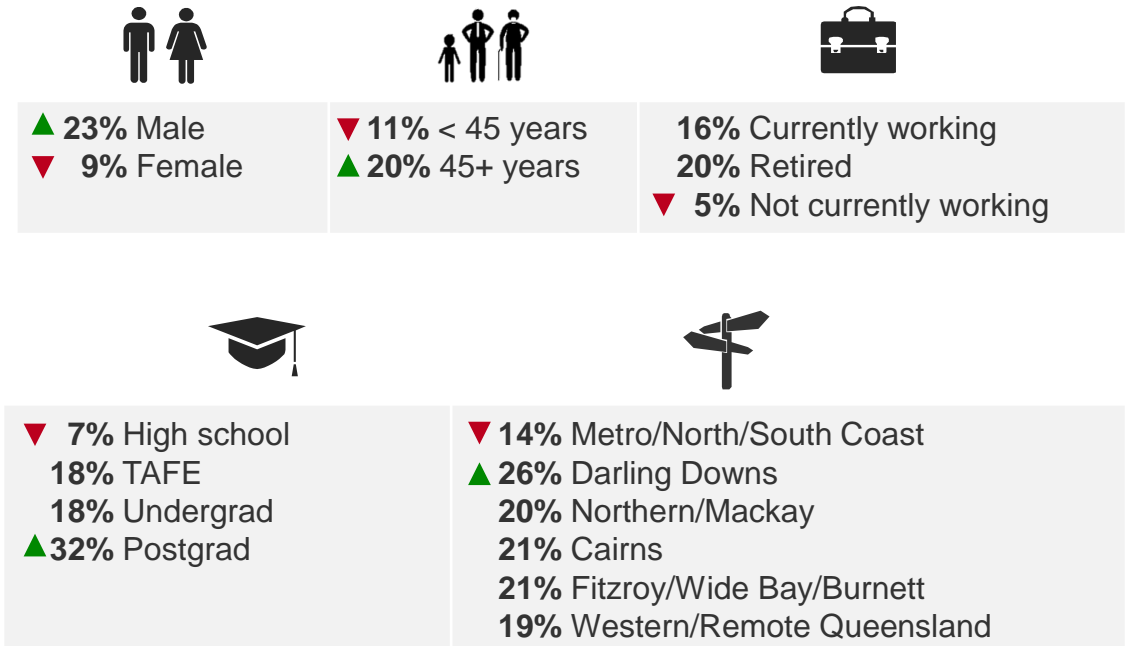 ▲ 23% Male
▼ 9% Female
▼ 11% < 45 years
▲ 20% 45+ years
16% Currently working
20% Retired
▼ 5% Not currently working
▼ 7% High school
18% TAFE
18% Undergrad
▲ 32% Postgrad
▼ 14% Metro/North/South Coast
▲ 26% Darling Downs
20% Northern/Mackay
21% Cairns
21% Fitzroy/Wide Bay/Burnett
19% Western/Remote Queensland